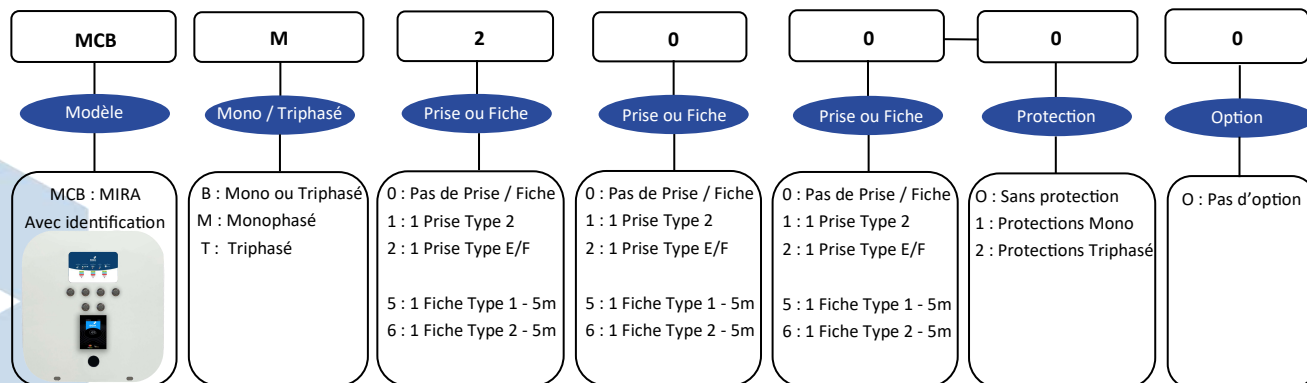 MCB M 2 0 0 0 0
Modèle Mono / Triphasé Prise ou Fiche Prise ou Fiche Prise ou Fiche Protection Option
MCB : MIRA
Avec identification
B : Mono ou Triphasé
M : Monophasé
T : Triphasé
0 : Pas de Prise / Fiche
1 : 1 Prise Type 2
2 : 1 Prise Type E/F
5 : 1 Fiche Type 1 - 5m
6 : 1 Fiche Type 2 - 5m
0 : Pas de Prise / Fiche
1 : 1 Prise Type 2
2 : 1 Prise Type E/F
5 : 1 Fiche Type 1 - 5m
6 : 1 Fiche Type 2 - 5m
0 : Pas de Prise / Fiche
1 : 1 Prise Type 2
2 : 1 Prise Type E/F
5 : 1 Fiche Type 1 - 5m
6 : 1 Fiche Type 2 - 5m
O : Sans protection
1 : Protections Mono
2 : Protections Triphasé
O : Pas d’option